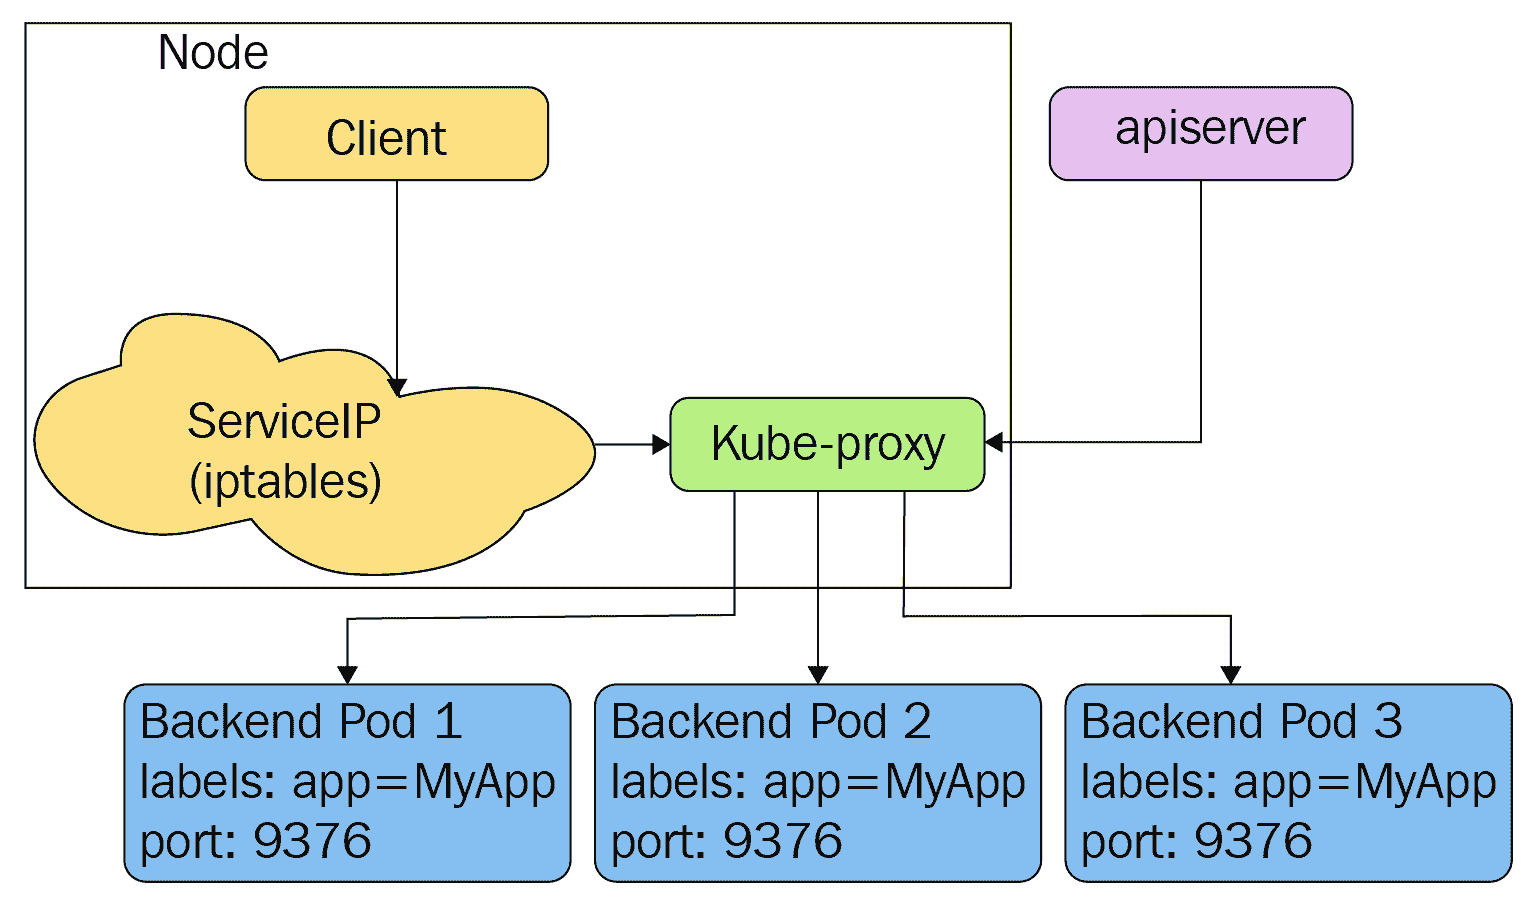 Node
Client
apiserver
ServiceIP
(iptables)
Kube-proxy
Backend Pod 1
labels: app=MyApp
port: 9376
Backend Pod 2
labels: app=MyApp
port: 9376
Backend Pod 3
labels: app=MyApp
port: 9376